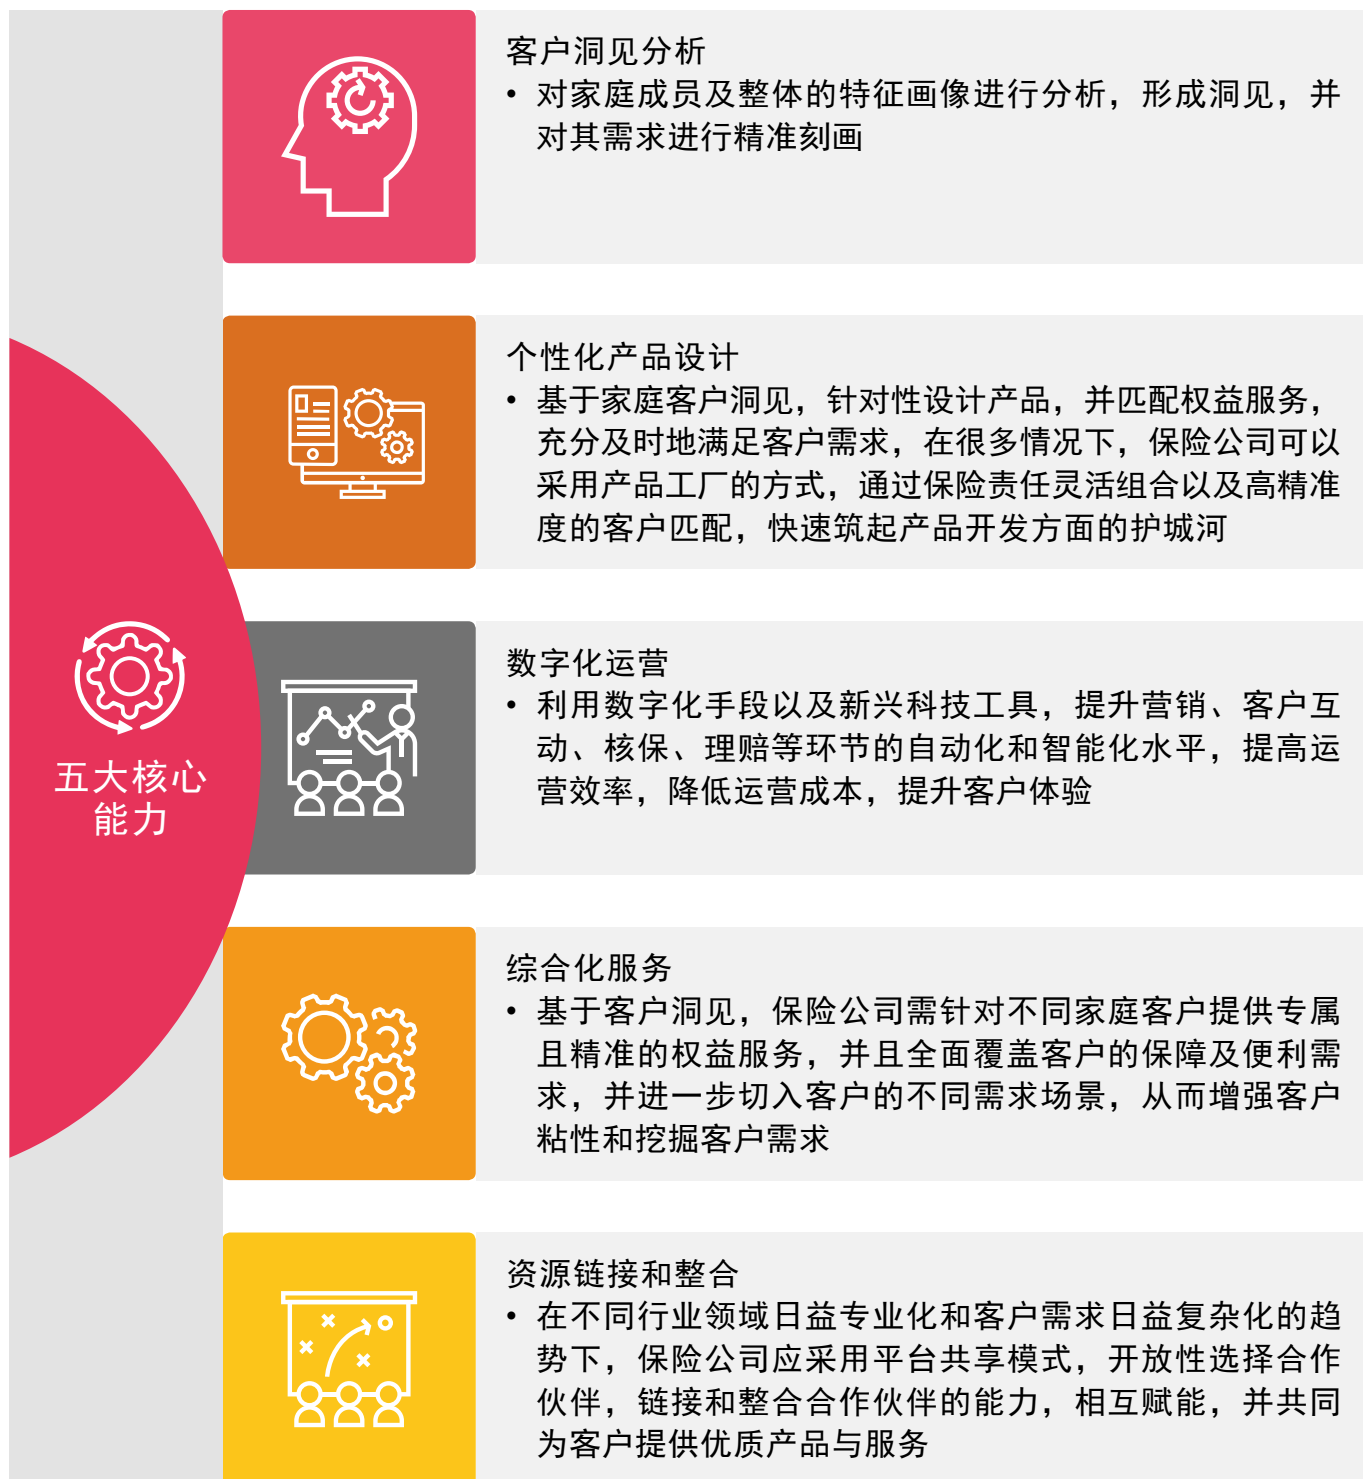 客户洞见分析
• 对家庭成员及整体的特征画像进行分析，形成洞见，并
对其需求进行精准刻画
个性化产品设计
• 基于家庭客户洞见，针对性设计产品，并匹配权益服务，
充分及时地满足客户需求，在很多情况下，保险公司可以
采用产品工厂的方式，通过保险责任灵活组合以及高精准
度的客户匹配，快速筑起产品开发方面的护城河
五大核心
能力
数字化运营
• 利用数字化手段以及新兴科技工具，提升营销、客户互
动、核保、理赔等环节的自动化和智能化水平，提高运
营效率，降低运营成本，提升客户体验
综合化服务
• 基于客户洞见，保险公司需针对不同家庭客户提供专属
且精准的权益服务，并且全面覆盖客户的保障及便利需
求，并进一步切入客户的不同需求场景，从而增强客户
粘性和挖掘客户需求
资源链接和整合
• 在不同行业领域日益专业化和客户需求日益复杂化的趋
势下，保险公司应采用平台共享模式，开放性选择合作
伙伴，链接和整合合作伙伴的能力，相互赋能，并共同
为客户提供优质产品与服务